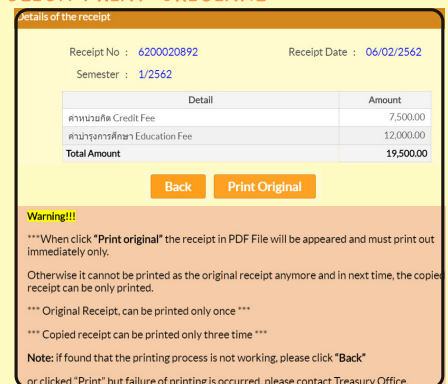 Details of the receipt
Receipt No : 6200020892 Receipt Date : 06/02/2562
Semester : 1/2562
Detail Amount
ค่าหน่วยกิต Credit Fee 7,500.00
ค่าบำรุงการศึกษา Education Fee 12,000.00
Total Amount 19,500.00
Back Print Original
Warning!!!
***When click "Print original" the receipt in PDF File will be appeared and must print out
immediately only.
Otherwise it cannot be printed as the original receipt anymore and in next time, the copied
receipt can be only printed.
*** Original Receipt, can be printed only once ***
*** Copied receipt can be printed only three time ***
Note: if found that the printing process is not working, please click "Back"
or clicked "Print" but failure of printing is occurred, please contact Treasury Office.